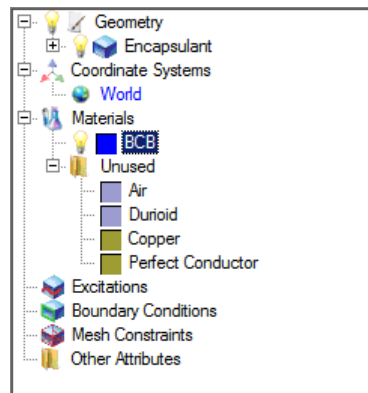 Geometry
Encapsulant
Coordinate Systems
World
Materials
BCB
Unused
Air
Durioid
Copper
Perfect Conductor
Excitations
Boundary Conditions
Mesh Constraints
Other Attributes